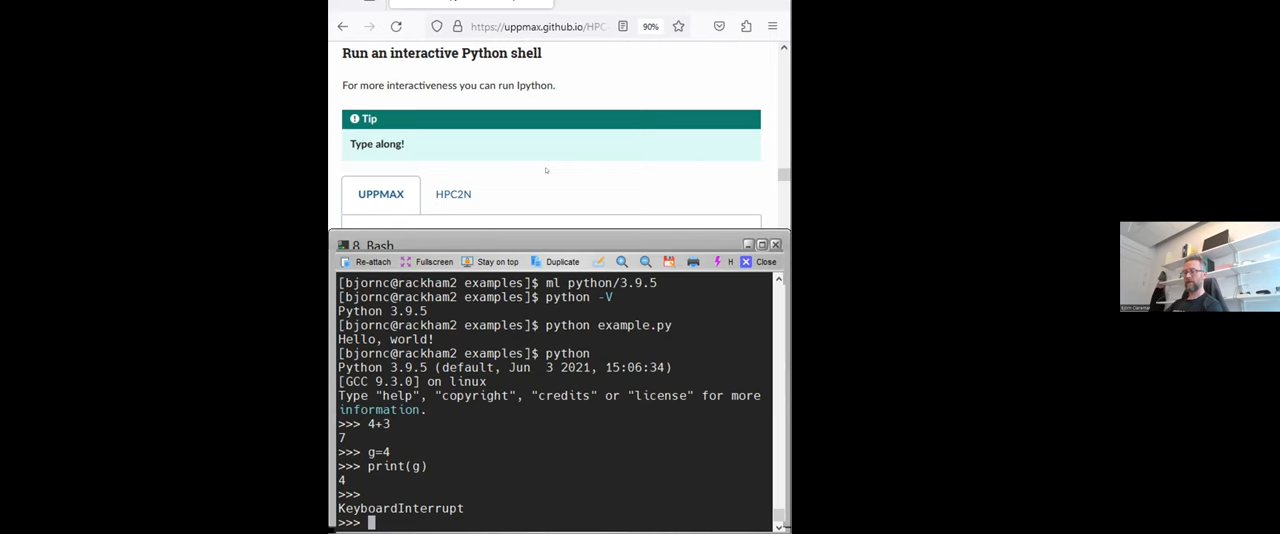 https://uppmax.github.io/HPC
90%
Run an interactive Python shell
For more interactiveness you can run Ipython.
Tip
Type along!
UPPMAX HPC2N
8. Bash
Re-attach Fullscreen Stay on top Duplicate H Close
[bjornc@rackham2 examples]$ ml python/3.9.5
[bjornc@rackham2 examples]$ python -V
Python 3.9.5
[bjornc@rackham2 examples]$ python example.py
Hello, world!
[bjornc@rackham2 examples]$ python
Python 3.9.5 (default, Jun  3 2021, 15:06:34)
[GCC 9.3.0] on linux
Type "help", "copyright", "credits" or "license" for more
information.
>>> 4+3
7
>>> g=4
>>> print(g)
4
>>>
KeyboardInterrupt
>>>